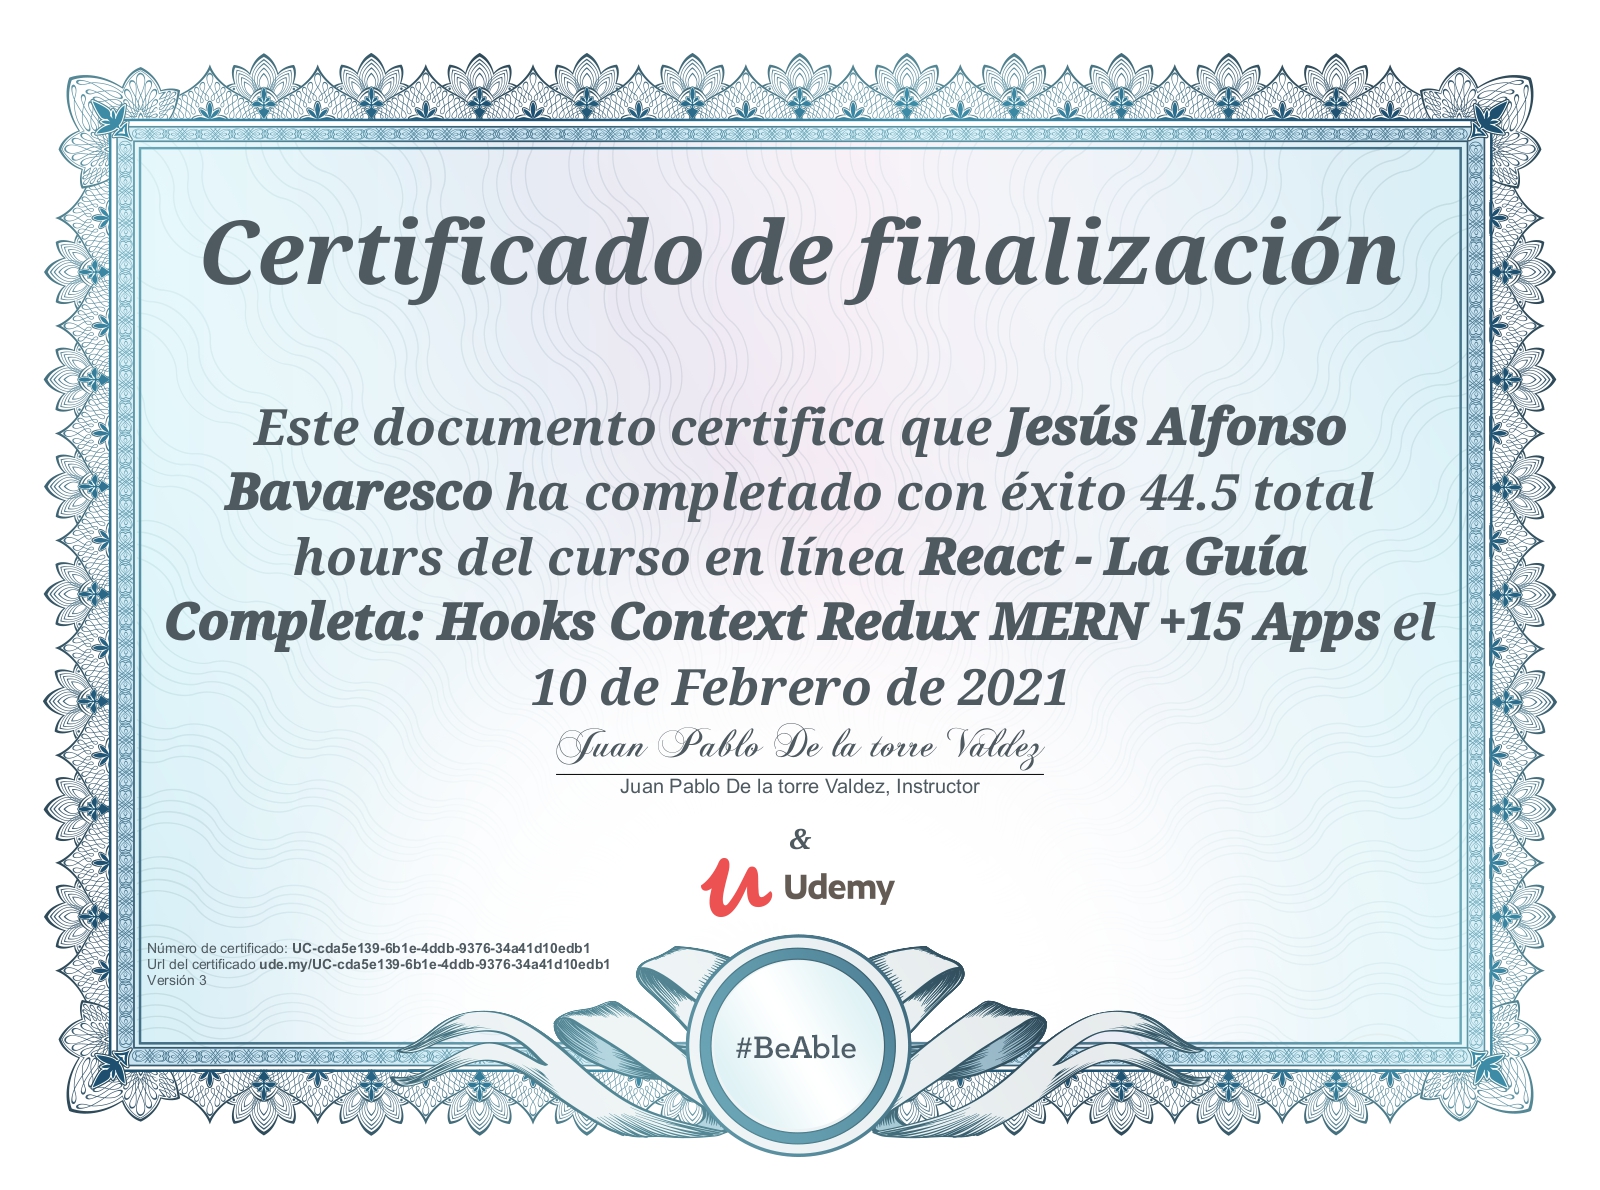 Certificado de finalización
Este documento certifica que Jesús Alfonso
Bavaresco ha completado con éxito 44.5 total
hours del curso en línea React - La Guía
Completa: Hooks Context Redux MERN +15 Apps el
10 de Febrero de 2021
Juan Pablo De la torre Valdez
Juan Pablo De la torre Valdez, Instructor
&
Udemy
Número de certificado: UC-cda5e139-6b1e-4ddb-9376-34a41d10edb1
Url del certificado ude.my/UC-cda5e139-6b1e-4ddb-9376-34a41d10edb1
Versión 3
#BeAble